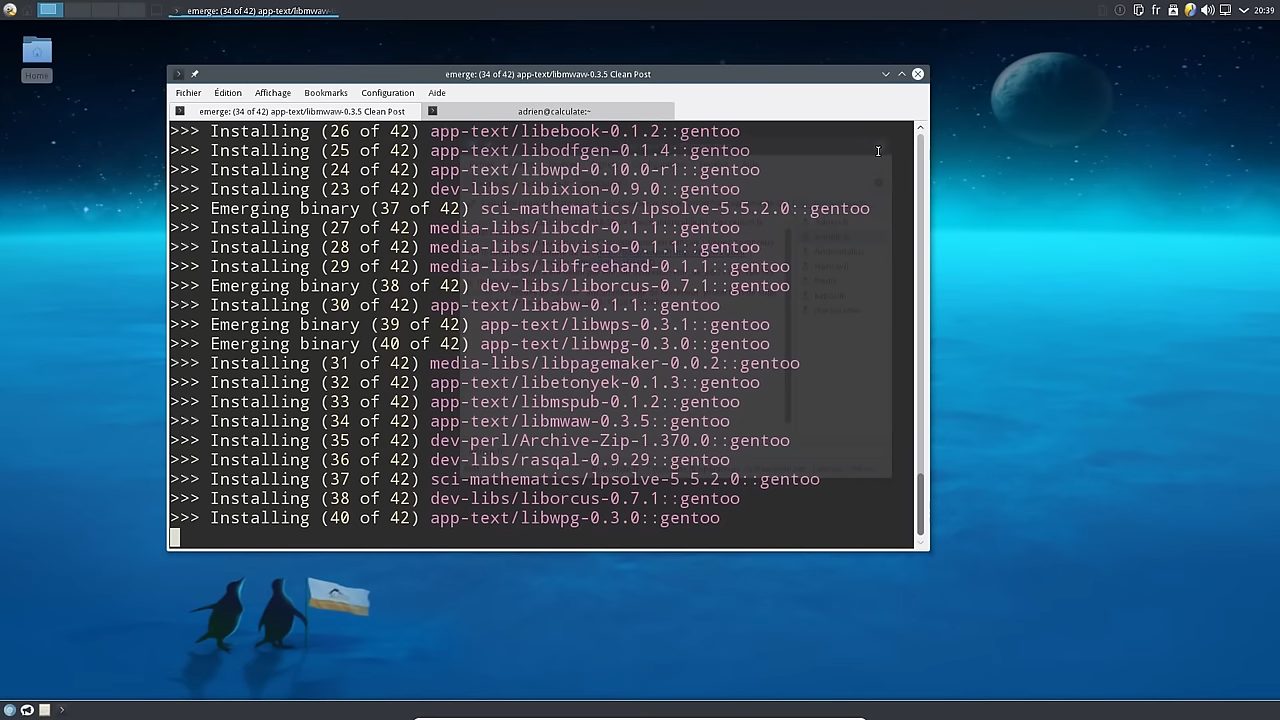 emerge: (34 of 42) app-text/libmwaw-
fr
20:39
Home
emerge: (34 of 42) app-text/libmwaw-0.3.5 Clean Post
Fichier Édition Affichage Bookmarks Configuration Aide
emerge: (34 of 42) app-text/libmwaw-0.3.5 Clean Post
adrien@calculate:~
>>> Installing (26 of 42) app-text/libebook-0.1.2::gentoo
>>> Installing (25 of 42) app-text/libodfgen-0.1.4::gentoo
>>> Installing (24 of 42) app-text/libwpd-0.10.0-r1::gentoo
>>> Installing (23 of 42) dev-libs/libixion-0.9.0::gentoo
>>> Emerging binary (37 of 42) sci-mathematics/lpsolve-5.5.2.0::gentoo
>>> Installing (27 of 42) media-libs/libcdr-0.1.1::gentoo
>>> Installing (28 of 42) media-libs/libvisio-0.1.1::gentoo
>>> Installing (29 of 42) media-libs/libfreehand-0.1.1::gentoo
>>> Emerging binary (38 of 42) dev-libs/liborcus-0.7.1::gentoo
>>> Installing (30 of 42) app-text/libabw-0.1.1::gentoo
>>> Emerging binary (39 of 42) app-text/libwps-0.3.1::gentoo
>>> Emerging binary (40 of 42) app-text/libwpg-0.3.0::gentoo
>>> Installing (31 of 42) media-libs/libpagemaker-0.0.2::gentoo
>>> Installing (32 of 42) app-text/libetonyek-0.1.3::gentoo
>>> Installing (33 of 42) app-text/libmspub-0.1.2::gentoo
>>> Installing (34 of 42) app-text/libmwaw-0.3.5::gentoo
>>> Installing (35 of 42) dev-perl/Archive-Zip-1.370.0::gentoo
>>> Installing (36 of 42) dev-libs/rasqal-0.9.29::gentoo
>>> Installing (37 of 42) sci-mathematics/lpsolve-5.5.2.0::gentoo
>>> Installing (38 of 42) dev-libs/liborcus-0.7.1::gentoo
>>> Installing (40 of 42) app-text/libwpg-0.3.0::gentoo